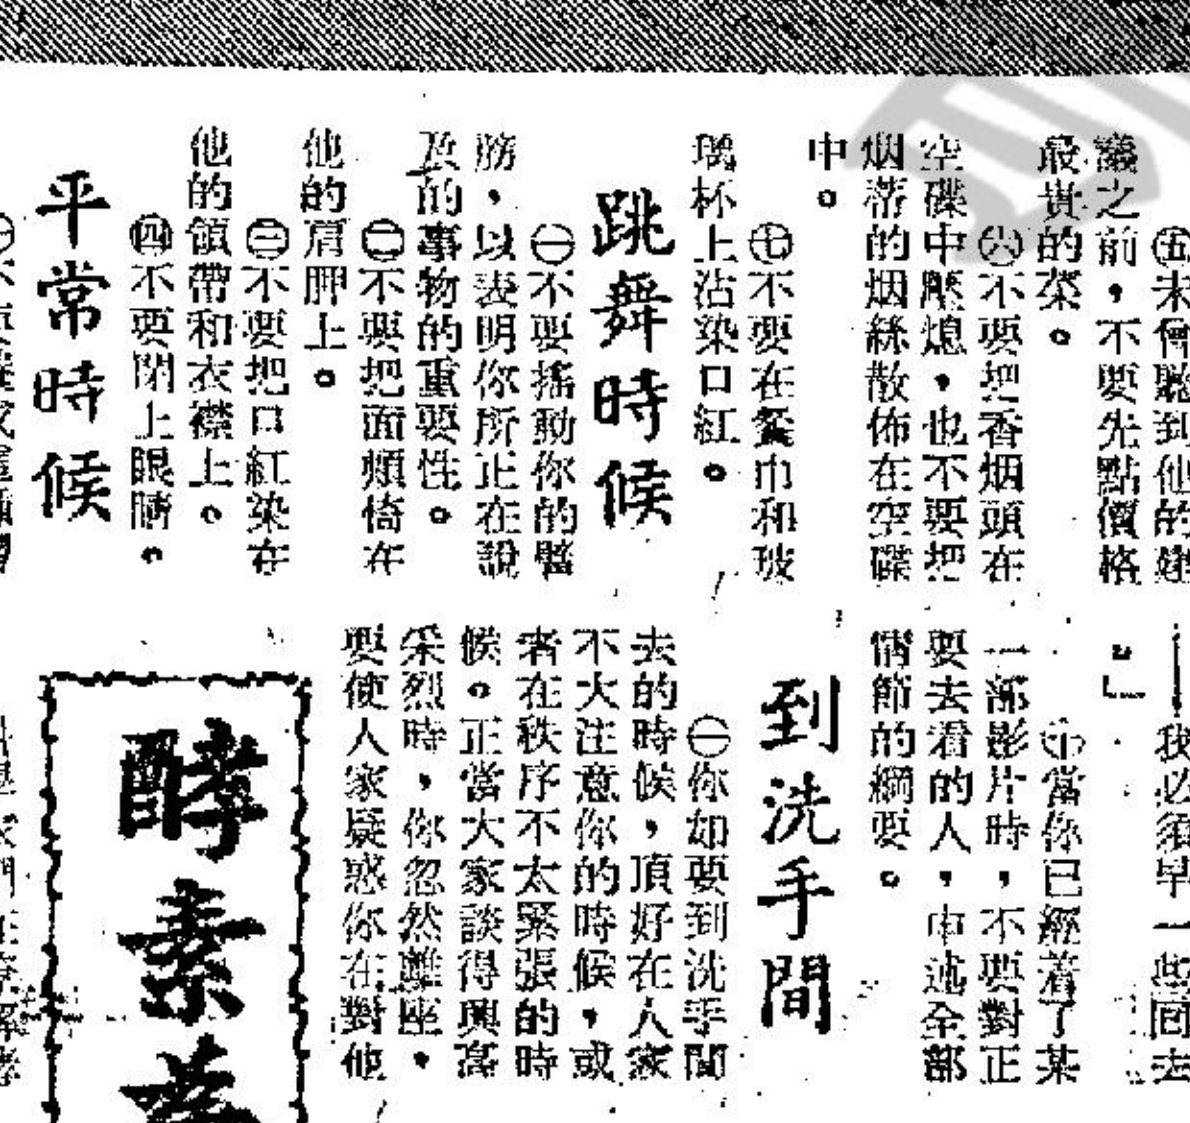 ㊄未曾聽到他的建
議之前，不要先點價格
最貴的菜。
㊅不要把香烟頭在
空碟中壓熄，也不要把
烟蒂的烟絲散佈在空碟
中。
㊆不要在餐巾和玻
璃杯上沾染口紅。
跳舞時候
㊀不要搖動你的臀
膀，以表明你所正在說
及的事物的重要性。
㊁不要把面頰倚在
他的肩胛上。
㊂不要把口紅染在
他的領帶和衣襟上。
㊃不要閉上眼睛。
平常時候
我必須早一些回去
。」
當你已經看了某
一部影片時，不要對正
要去看的人，申述全部
情節的綱要。
到洗手間
㊀你如要到洗手間
去的時候，頂好在人家
不大注意你的時候，或
者在秩序不太緊張的時
候。正當大家談得興高
采烈時，你忽然離座，
要使人家疑惑你在對他
酵素